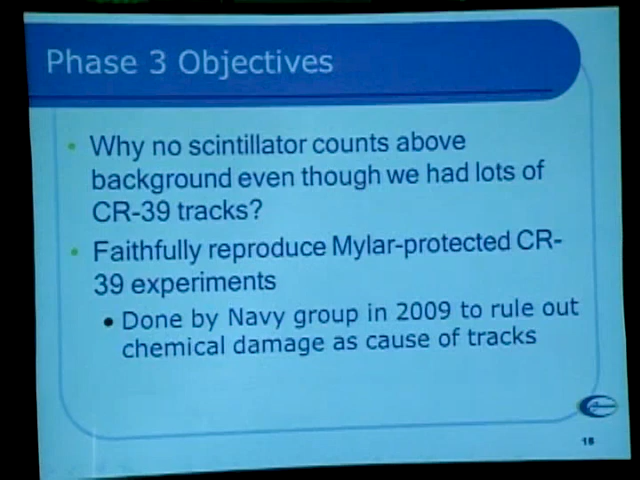 Phase 3 Objectives
• Why no scintillator counts above
background even though we had lots of
CR-39 tracks?
• Faithfully reproduce Mylar-protected CR-
39 experiments
• Done by Navy group in 2009 to rule out
chemical damage as cause of tracks